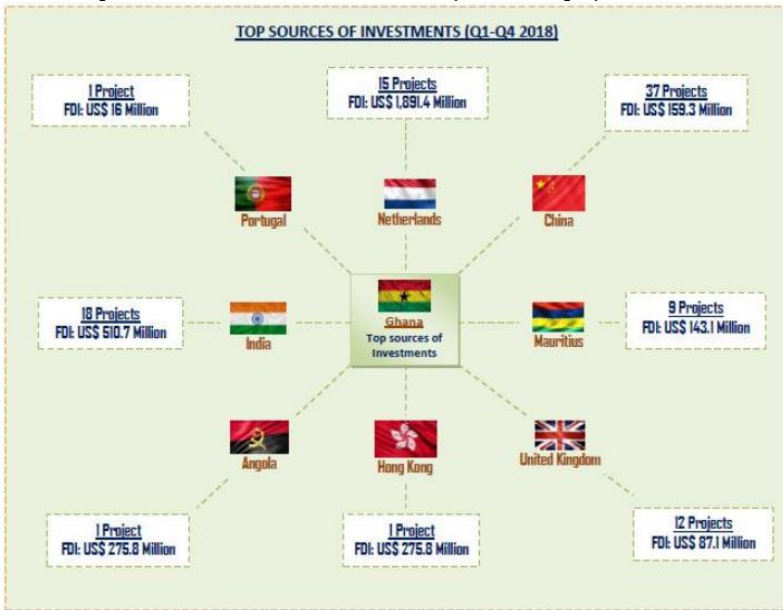 TOP SOURCES OF INVESTMENTS (Q1-Q4 2018)
1 Project
FDI: US$ 16 Million
15 Projects
FDI: US$ 1,891.4 Million
37 Projects
FDI: US$ 159.3 Million
Portugal
Netherlands
China
18 Projects
FDI: US$ 510.7 Million
India
Ghana
Top sources of
Investments
Mauritius
9 Projects
FDI: US$ 143.1 Million
Angola
Hong Kong
United Kingdom
1 Project
FDI: US$ 275.8 Million
1 Project
FDI: US$ 275.8 Million
12 Projects
FDI: US$ 87.1 Million